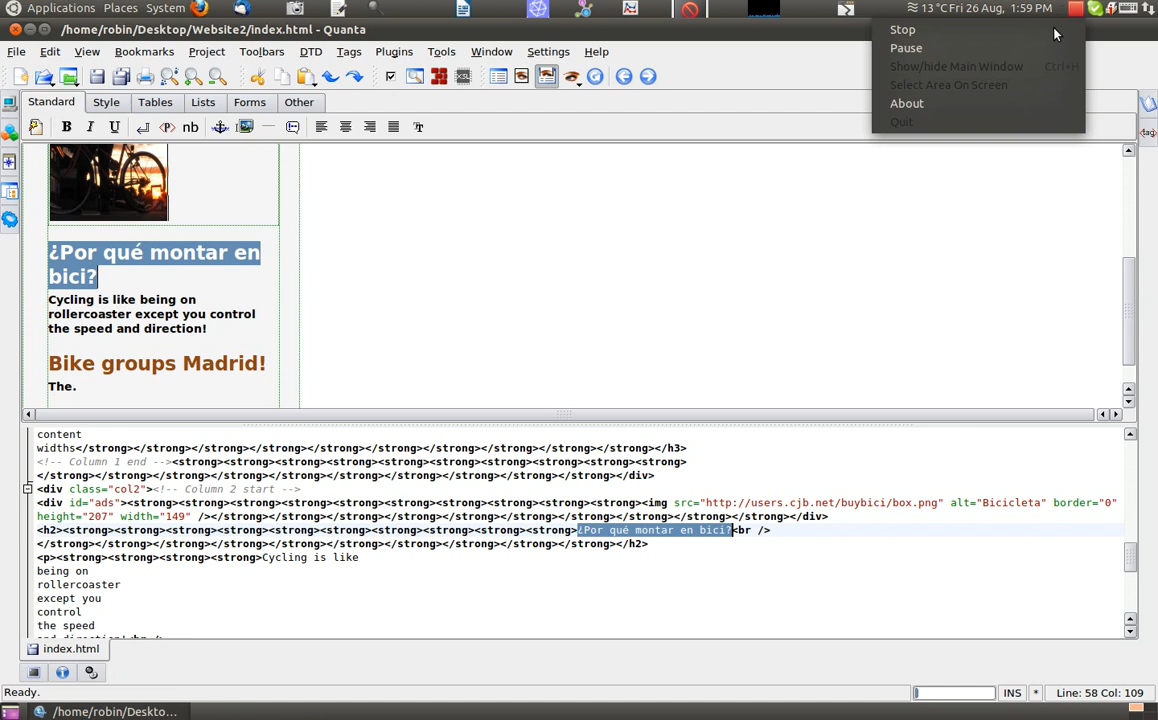 Applications Places System 13 °C Fri 26 Aug, 1:59 PM
/home/robin/Desktop/Website2/index.html - Quanta
File Edit View Bookmarks Project Toolbars DTD Tags Plugins Tools Window Settings Help
Stop
Pause
Show/hide Main Window Ctrl+H
Select Area On Screen
About
Quit
Standard Style Tables Lists Forms Other
B I U <P> nb
¿Por qué montar en
bici?
Cycling is like being on
rollercoaster except you control
the speed and direction!
Bike groups Madrid!
The.
content
widths</strong></strong></strong></strong></strong></strong></strong></strong></strong></strong></h3>
<!-- Column 1 end --><strong><strong><strong><strong><strong><strong><strong><strong><strong>
</strong></strong></strong></strong></strong></strong></strong></strong></strong></strong></div>
<div class="col2"><!-- Column 2 start -->
<div id="ads"><strong><strong><strong><strong><strong><strong><strong><strong><strong><img src="http://users.cjb.net/buybici/box.png" alt="Bicicleta" border="0"
height="207" width="149" /></strong></strong></strong></strong></strong></strong></strong></strong></strong></div>
<h2><strong><strong><strong><strong><strong><strong><strong><strong><strong>¿Por qué montar en bici?<br />
</strong></strong></strong></strong></strong></strong></strong></strong></strong></h2>
<p><strong><strong><strong><strong>Cycling is like
being on
rollercoaster
except you
control
the speed
index.html
Ready. INS * Line: 58 Col: 109
/home/robin/Deskto...